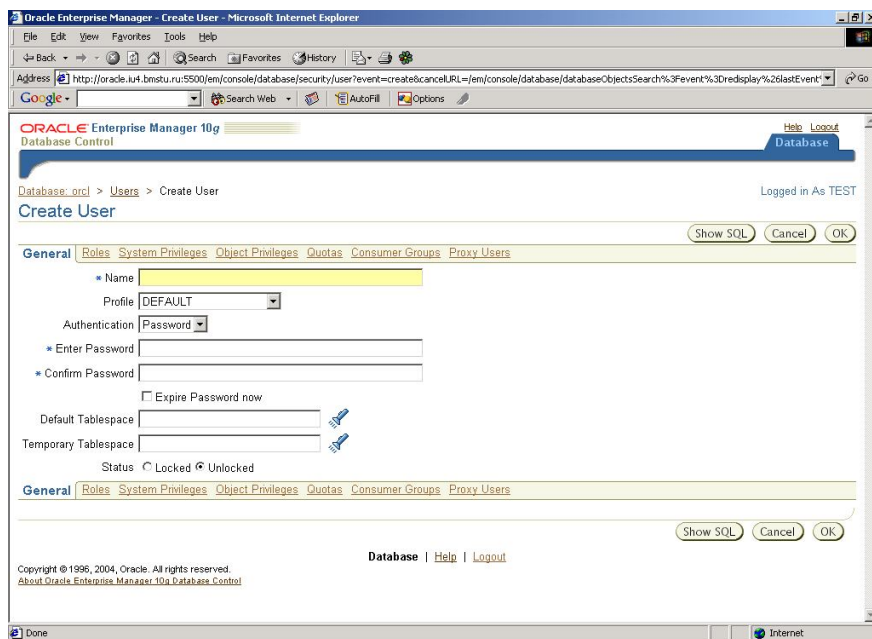 Oracle Enterprise Manager - Create User - Microsoft Internet Explorer
File Edit View Favorites Tools Help
Back Search Favorites History
Address http://oracle.iu4.bmstu.ru:5500/em/console/database/security/user?event=create&cancelURL=/em/console/database/databaseObjectsSearch%3Fevent%3Dredisplay%26lastEvent Go
Google Search Web AutoFill Options
ORACLE Enterprise Manager 10g
Database Control
Help Logout
Database
Database: orcl > Users > Create User
Logged in As TEST
Create User
Show SQL Cancel OK
General Roles System Privileges Object Privileges Quotas Consumer Groups Proxy Users
* Name
Profile DEFAULT
Authentication Password
* Enter Password
* Confirm Password
Expire Password now
Default Tablespace
Temporary Tablespace
Status Locked Unlocked
General Roles System Privileges Object Privileges Quotas Consumer Groups Proxy Users
Show SQL Cancel OK
Database | Help | Logout
Copyright © 1996, 2004, Oracle. All rights reserved.
About Oracle Enterprise Manager 10g Database Control
Done
Internet